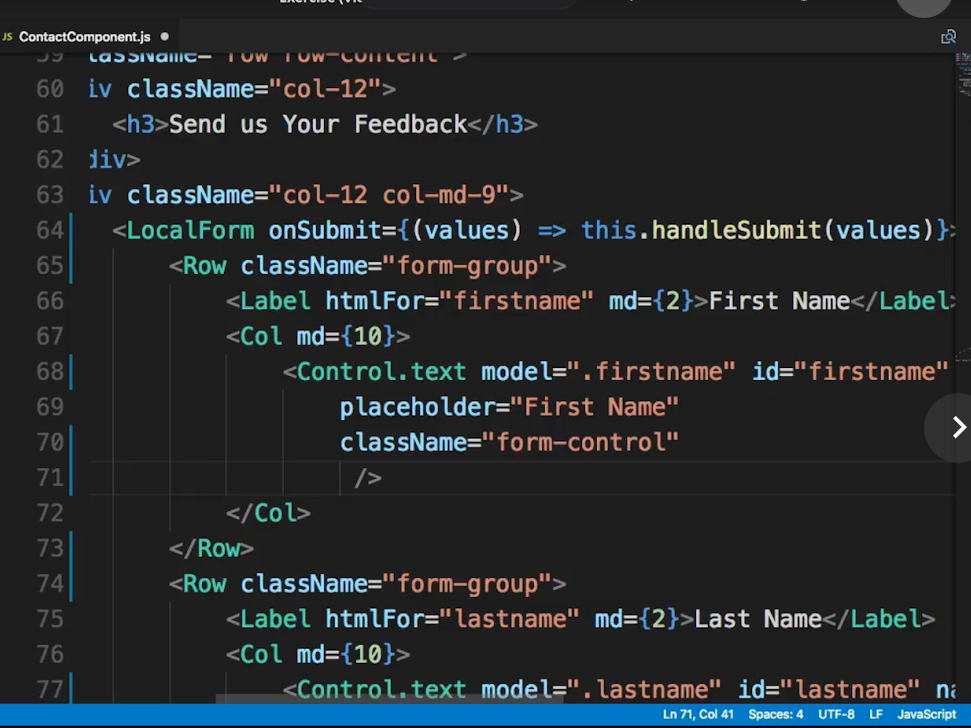 JS ContactComponent.js
59 className="row row-content">
60 iv className="col-12">
61 <h3>Send us Your Feedback</h3>
62 div>
63 iv className="col-12 col-md-9">
64 <LocalForm onSubmit={(values) => this.handleSubmit(values)}>
65 <Row className="form-group">
66 <Label htmlFor="firstname" md={2}>First Name</Label>
67 <Col md={10}>
68 <Control.text model=".firstname" id="firstname"
69 placeholder="First Name"
70 className="form-control"
71 />
72 </Col>
73 </Row>
74 <Row className="form-group">
75 <Label htmlFor="lastname" md={2}>Last Name</Label>
76 <Col md={10}>
77 <Control.text model=".lastname" id="lastname" na
Ln 71, Col 41 Spaces: 4 UTF-8 LF JavaScript